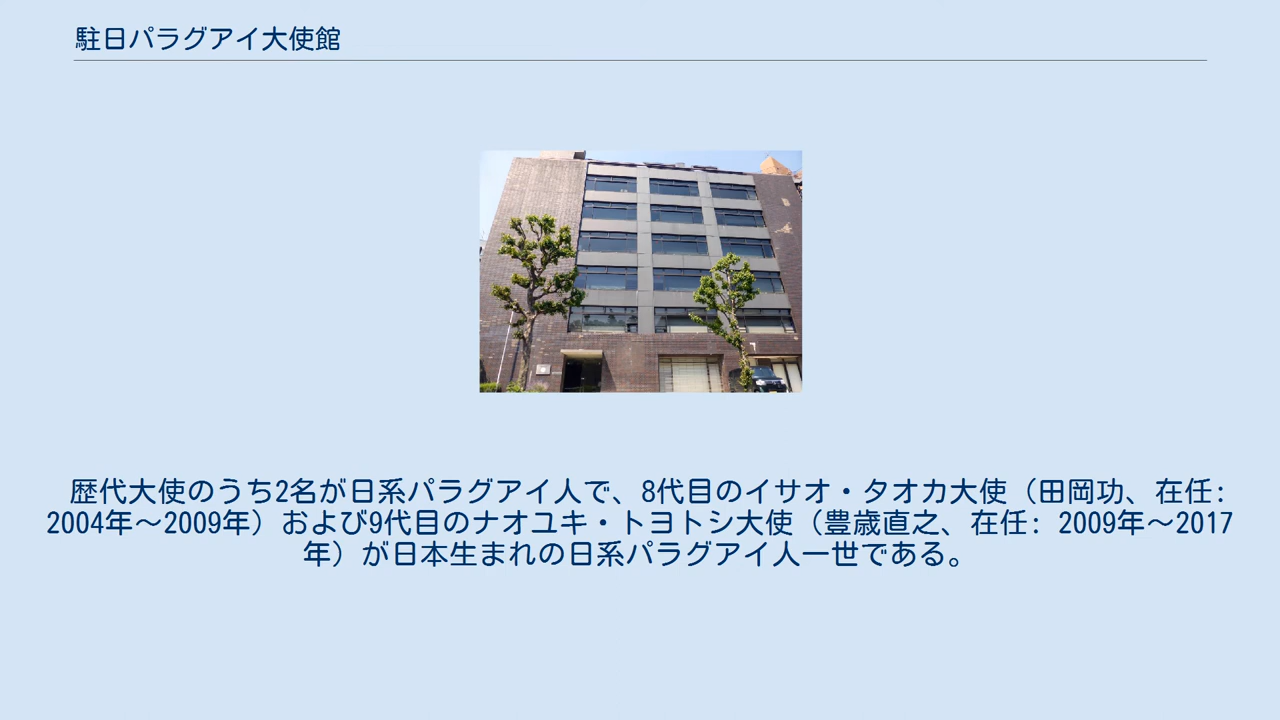 駐日パラグアイ大使館
歴代大使のうち2名が日系パラグアイ人で、8代目のイサオ・タオカ大使（田岡功、在任:
2004年～2009年）および9代目のナオユキ・トヨトシ大使（豊歳直之、在任: 2009年～2017
年）が日本生まれの日系パラグアイ人一世である。